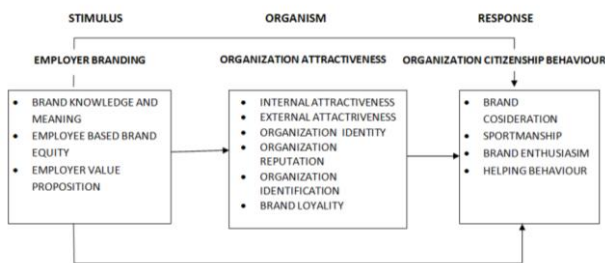 STIMULUS ORGANISM RESPONSE
EMPLOYER BRANDING ORGANIZATION ATTRACTIVENESS ORGANIZATION CITIZENSHIP BEHAVIOUR
• BRAND KNOWLEDGE AND
MEANING
• EMPLOYEE BASED BRAND
EQUITY
• EMPLOYER VALUE
PROPOSITION
• INTERNAL ATTRACTIVENESS
• EXTERNAL ATTACTRIVENESS
• ORGANIZATION IDENTITY
• ORGANIZATION
REPUTATION
• ORGANIZATION
IDENTIFICATION
• BRAND LOYALITY
• BRAND
COSIDERATION
• SPORTMANSHIP
• BRAND ENTHUSIASIM
• HELPING BEHAVIOUR